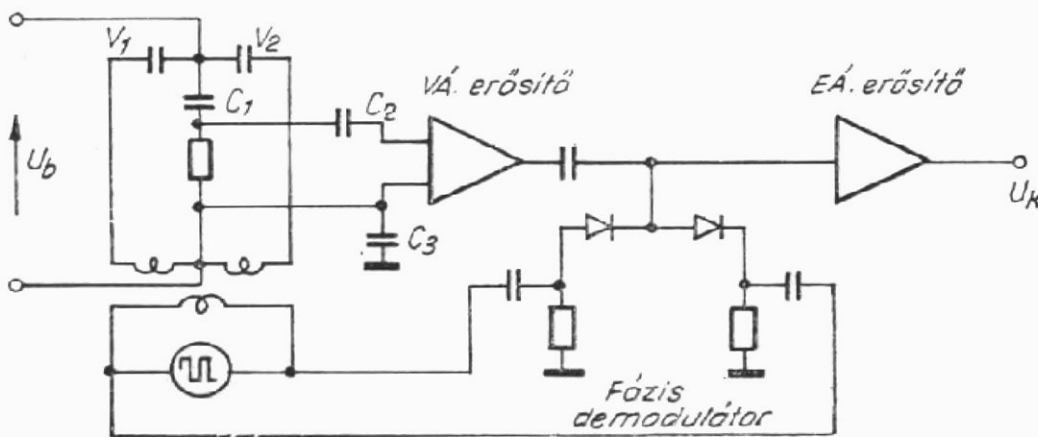 V1
V2
C1
C2
VÁ. erősítő
EÁ. erősítő
Ub
C3
Uk
Fázis
demodulátor